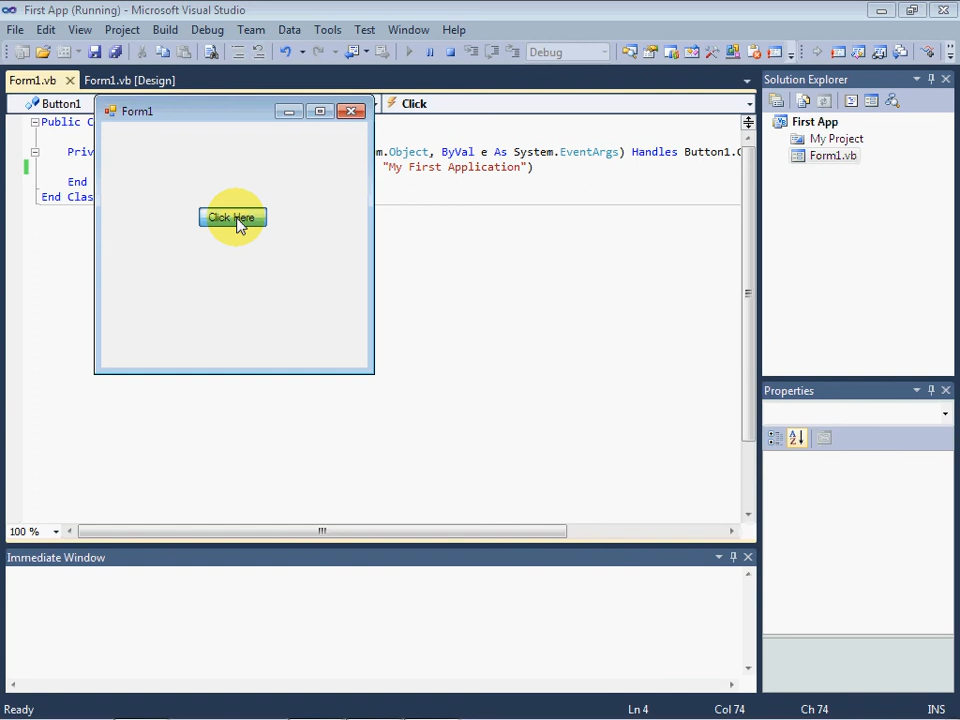 First App (Running) - Microsoft Visual Studio
File Edit View Project Build Debug Team Data Tools Test Window Help
Debug
Form1.vb Form1.vb [Design]
Solution Explorer
Button1
Click
Form1
Public C
First App
My Project
Priv
m.Object, ByVal e As System.EventArgs) Handles Button1.C
Form1.vb
"My First Application")
End
End Clas
Click Here
Properties
100 %
Immediate Window
Ready
Ln 4 Col 74 Ch 74 INS